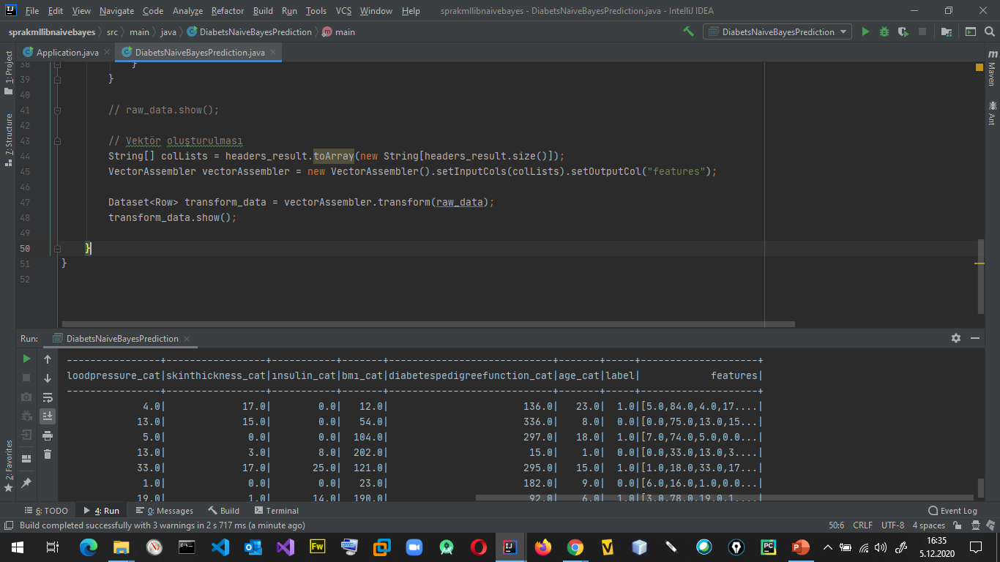 File Edit View Navigate Code Analyze Refactor Build Run Tools VCS Window Help sprakmllibnaivebayes - DiabetsNaiveBayesPrediction.java - IntelliJ IDEA
sprakmllibnaivebayes src main java DiabetsNaiveBayesPrediction main DiabetsNaiveBayesPrediction
Application.java DiabetsNaiveBayesPrediction.java
1: Project
7: Structure
2: Favorites
Maven
Ant
38 }
39 }
40
41 // raw_data.show();
42
43 // Vektör oluşturulması
44 String[] colLists = headers_result.toArray(new String[headers_result.size()]);
45 VectorAssembler vectorAssembler = new VectorAssembler().setInputCols(colLists).setOutputCol("features");
46
47 Dataset<Row> transform_data = vectorAssembler.transform(raw_data);
48 transform_data.show();
49
50 }
51 }
52
Run: DiabetsNaiveBayesPrediction
----------------+-----------------+-----------+-------+----------------------------+-------+-----+--------------------+
loodpressure_cat|skinthickness_cat|ınsulin_cat|bmı_cat|diabetespedigreefunction_cat|age_cat|label|            features|
----------------+-----------------+-----------+-------+----------------------------+-------+-----+--------------------+
             4.0|             17.0|        0.0|   12.0|                       136.0|   23.0|  1.0|[5.0,84.0,4.0,17....|
            13.0|             15.0|        0.0|   54.0|                       336.0|    8.0|  0.0|[0.0,75.0,13.0,15...|
             5.0|              0.0|        0.0|  104.0|                       297.0|   18.0|  1.0|[7.0,74.0,5.0,0.0...|
            13.0|              3.0|        8.0|  202.0|                        15.0|    1.0|  0.0|[0.0,33.0,13.0,3....|
            33.0|             17.0|       25.0|  121.0|                       295.0|   15.0|  1.0|[1.0,18.0,33.0,17...|
             1.0|              0.0|        0.0|   23.0|                       182.0|    9.0|  0.0|[6.0,16.0,1.0,0.0...|
            19.0|              1.0|       14.0|  190.0|                        92.0|    6.0|  1.0|[3.0,78.0,19.0,1....|
6: TODO 4: Run 0: Messages Build Terminal Event Log
Build completed successfully with 3 warnings in 2 s 717 ms (a minute ago) 50:6 CRLF UTF-8 4 spaces
16:35
5.12.2020